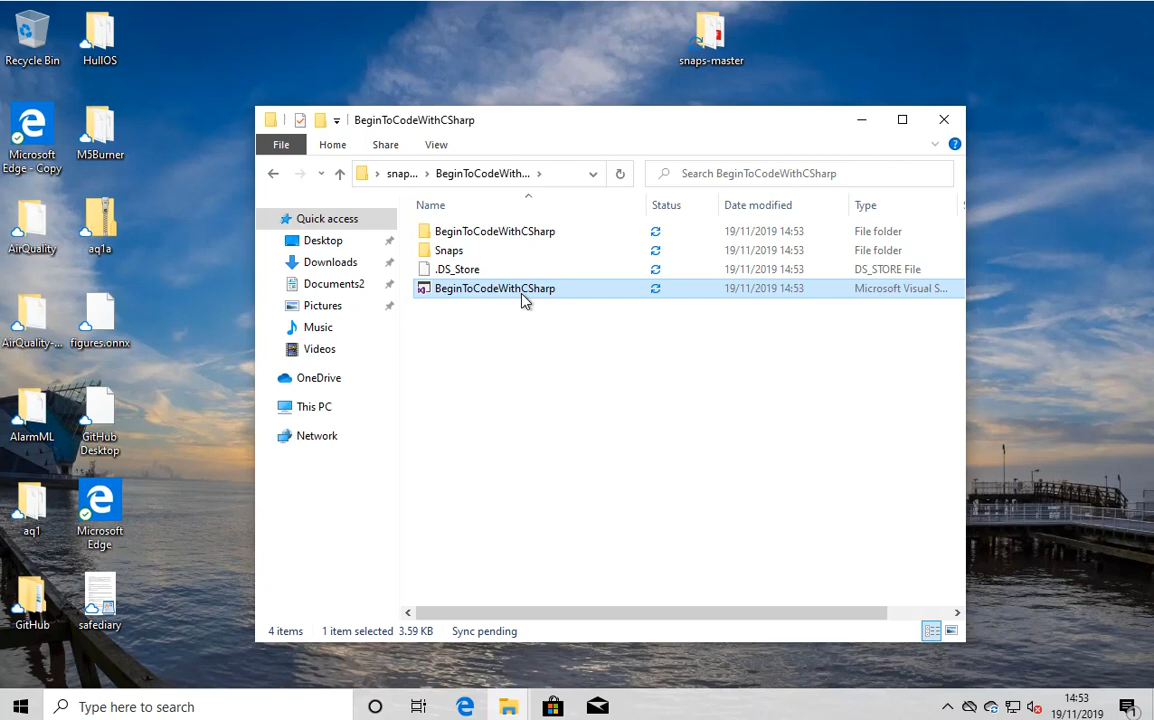 Recycle Bin
HullOS
snaps-master
Microsoft
Edge - Copy
M5Burner
AirQuality
aq1a
AirQuality-...
figures.onnx
AlarmML
GitHub
Desktop
aq1
Microsoft
Edge
GitHub
safediary
BeginToCodeWithCSharp
File
Home
Share
View
snap...
BeginToCodeWith...
Search BeginToCodeWithCSharp
Name
Status
Date modified
Type
Quick access
Desktop
Downloads
Documents2
Pictures
Music
Videos
OneDrive
This PC
Network
BeginToCodeWithCSharp 19/11/2019 14:53 File folder
Snaps 19/11/2019 14:53 File folder
.DS_Store 19/11/2019 14:53 DS_STORE File
BeginToCodeWithCSharp 19/11/2019 14:53 Microsoft Visual S...
4 items 1 item selected 3.59 KB Sync pending
Type here to search
14:53
19/11/2019
1